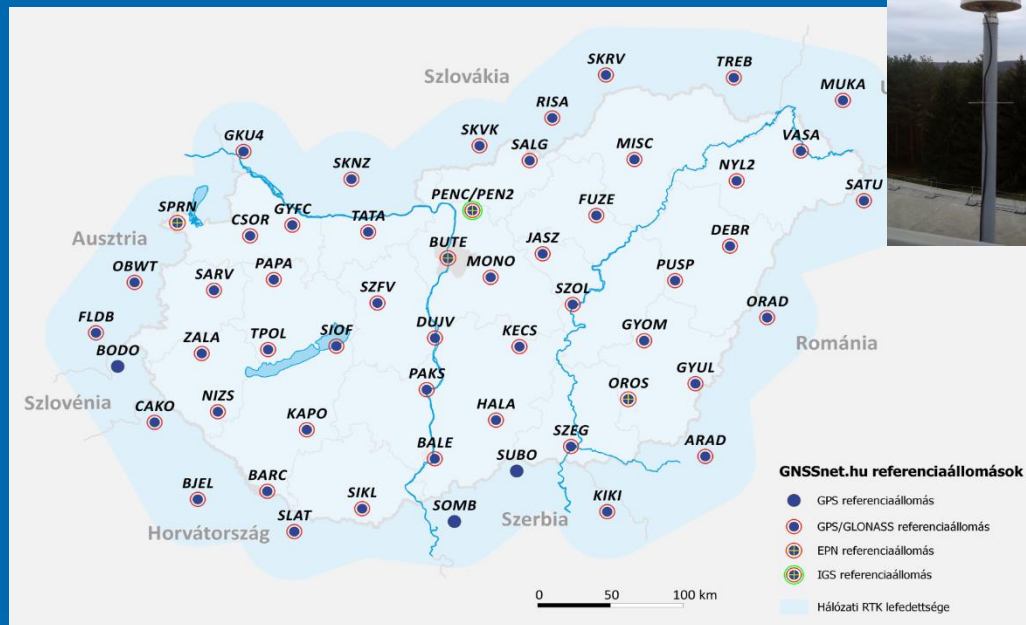 SKRV
TREB
Szlovákia
MUKA
U
RISA
SKVK
SALG
MISC
VASA
GKU4
SKNZ
NYL2
PENC/PEN2
SATU
SPRN
CSOR
GYFC
TATA
FUZE
Ausztria
BUTE
MONO
JASZ
DEBR
OBWT
SARV
PAPA
SZFV
PUSP
SZOL
ORAD
FLDB
BODO
ZALA
TPOL
SIOF
DUJV
KECS
GYOM
Románia
GYUL
PAKS
OROS
Szlovénia
CAKO
NIZS
KAPO
HALA
BALE
SZEG
ARAD
SUBO
BJEL
BARC
SIKL
SOMB
KIKI
Szerbia
Horvátország
SLAT
GNSSnet.hu referenciaállomások
GPS referenciaállomás
GPS/GLONASS referenciaállomás
EPN referenciaállomás
IGS referenciaállomás
Hálózati RTK lefedettsége
0 50 100 km